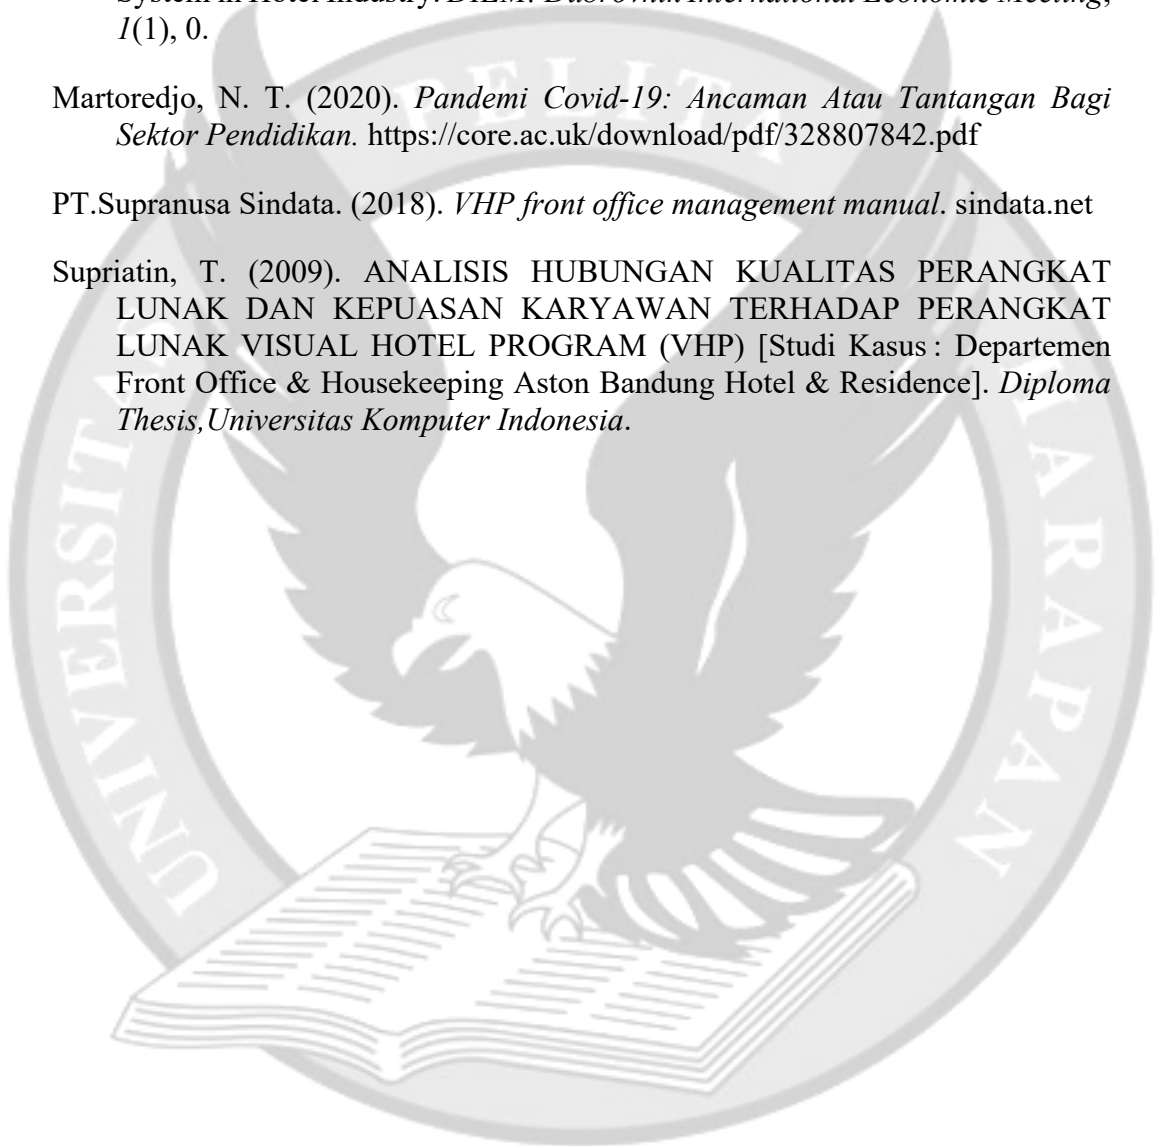 System in Hotel Industry. DIEM: Dubrovnik International Economic Meeting,
1(1), 0.
Martoredjo, N. T. (2020). Pandemi Covid-19: Ancaman Atau Tantangan Bagi
Sektor Pendidikan. https://core.ac.uk/download/pdf/328807842.pdf
PT.Supranusa Sindata. (2018). VHP front office management manual. sindata.net
Supriatin, T. (2009). ANALISIS HUBUNGAN KUALITAS PERANGKAT
LUNAK DAN KEPUASAN KARYAWAN TERHADAP PERANGKAT
LUNAK VISUAL HOTEL PROGRAM (VHP) [Studi Kasus : Departemen
Front Office & Housekeeping Aston Bandung Hotel & Residence]. Diploma
Thesis,Universitas Komputer Indonesia.
UNIVERSITAS PELITA HARAPAN